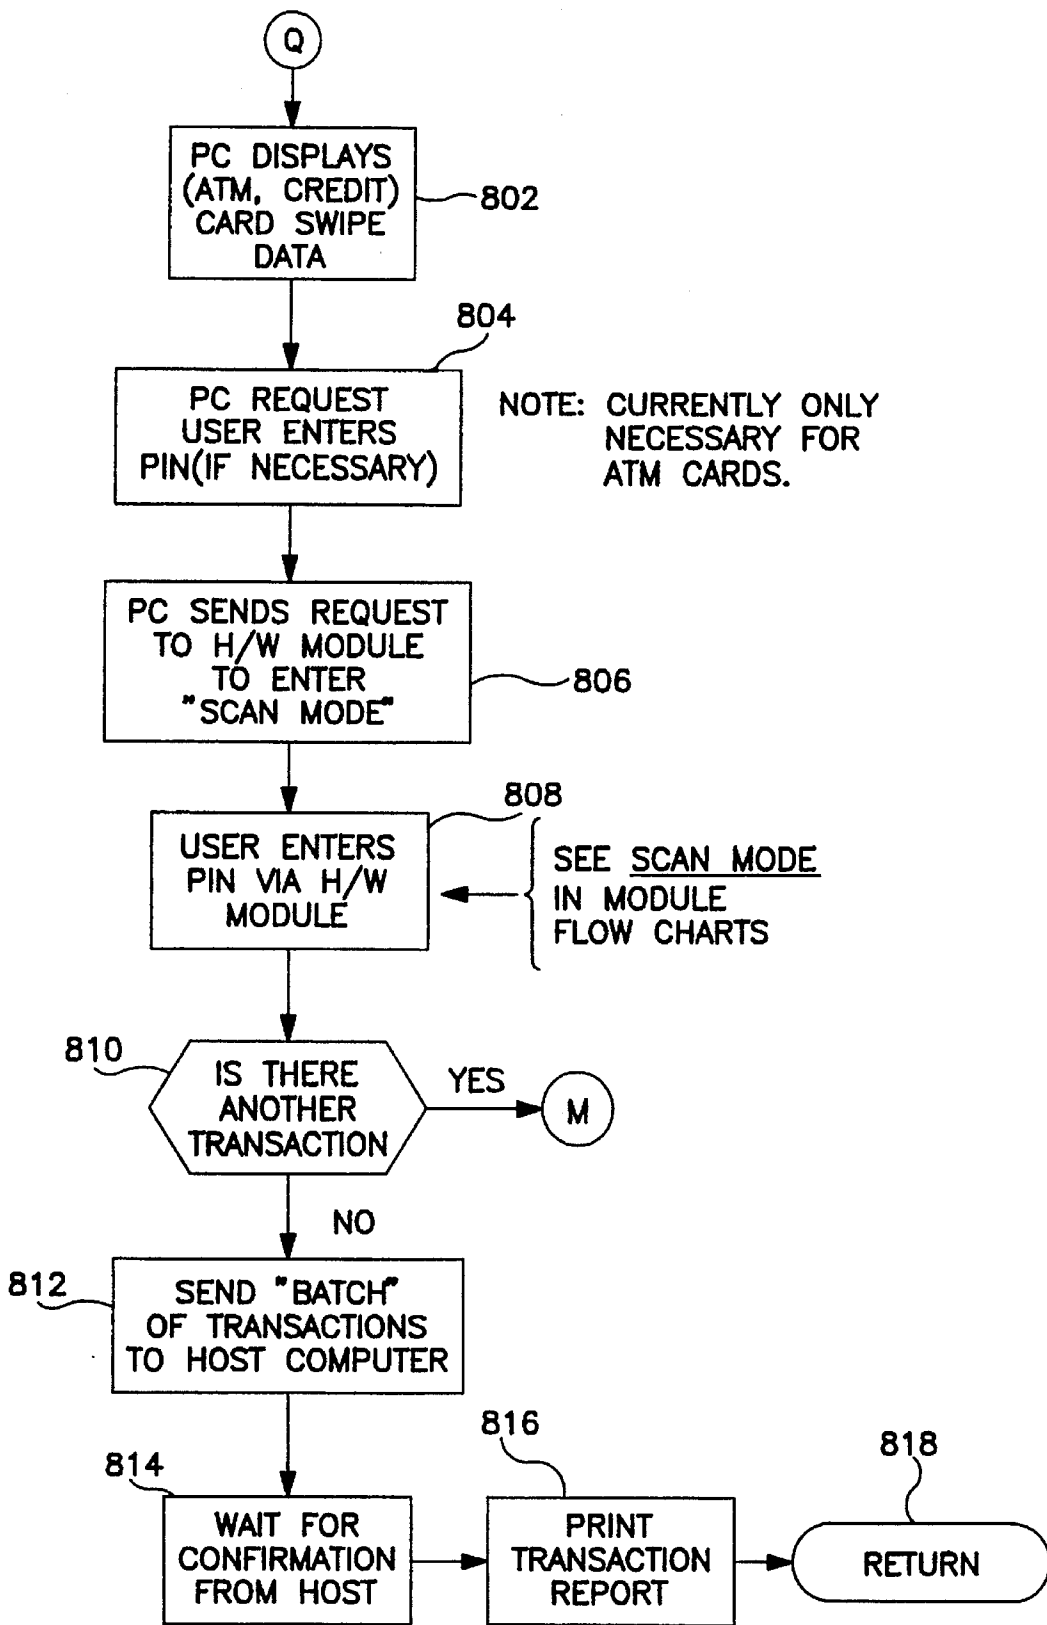 Q
PC DISPLAYS
(ATM, CREDIT)
CARD SWIPE
DATA
802
804
PC REQUEST
USER ENTERS
PIN(IF NECESSARY)
NOTE: CURRENTLY ONLY
NECESSARY FOR
ATM CARDS.
PC SENDS REQUEST
TO H/W MODULE
TO ENTER
"SCAN MODE"
806
808
USER ENTERS
PIN VIA H/W
MODULE
SEE SCAN MODE
IN MODULE
FLOW CHARTS
810
IS THERE
ANOTHER
TRANSACTION
YES
M
NO
812
SEND "BATCH"
OF TRANSACTIONS
TO HOST COMPUTER
814
WAIT FOR
CONFIRMATION
FROM HOST
816
PRINT
TRANSACTION
REPORT
818
RETURN